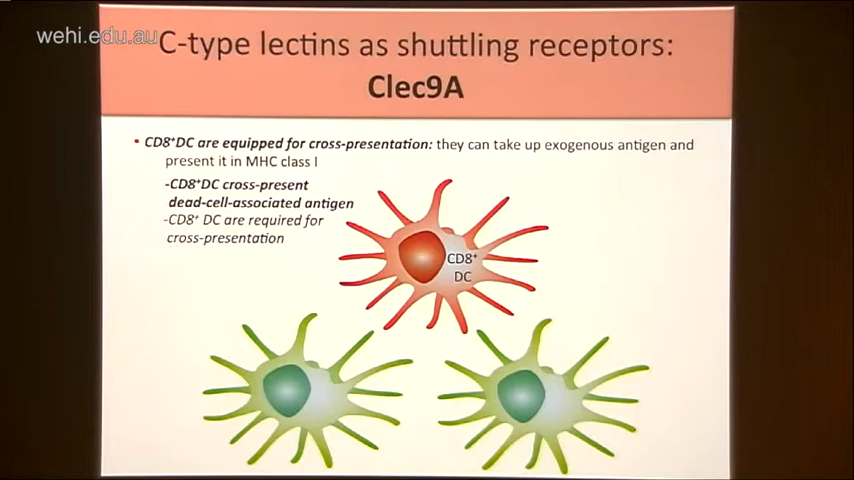 wehi.edu.au
C-type lectins as shuttling receptors:
Clec9A
• CD8⁺DC are equipped for cross-presentation: they can take up exogenous antigen and
present it in MHC class I
-CD8⁺DC cross-present
dead-cell-associated antigen
-CD8⁺ DC are required for
cross-presentation
CD8⁺
DC